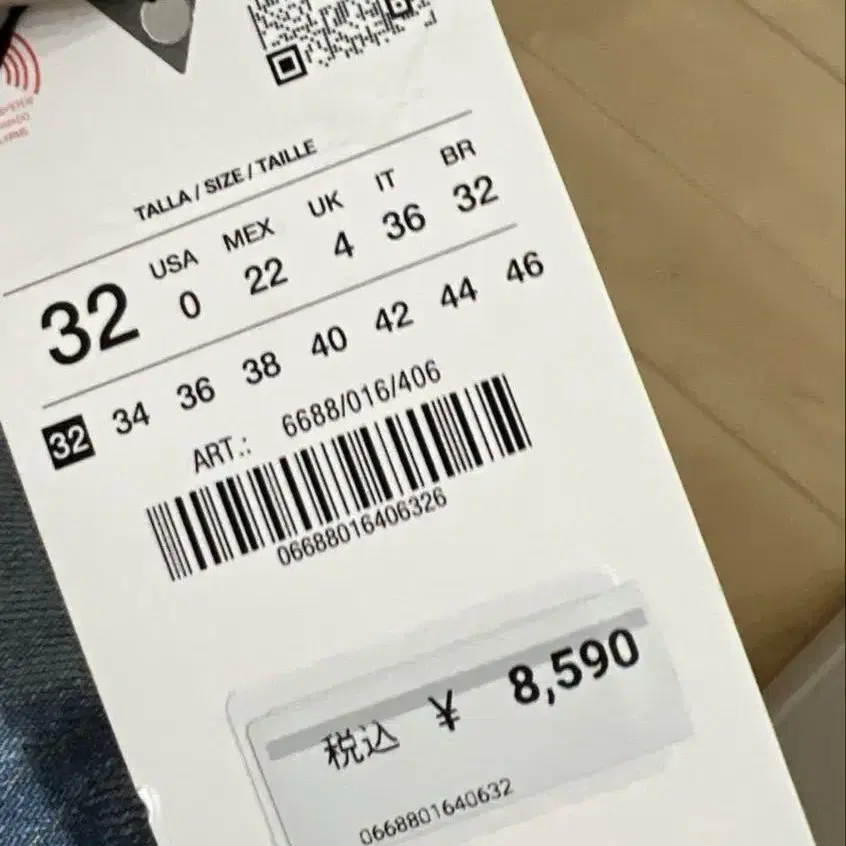 TALLA / SIZE / TAILLE
USA MEX UK IT BR
32 0 22 4 36 32
32 34 36 38 40 42 44 46
ART.: 6688/016/406
06688016406326
税込 ¥ 8,590
0668801640632